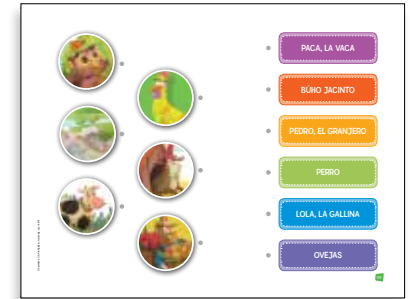 PACA, LA VACA
BÚHO JACINTO
PEDRO, EL GRANJERO
PERRO
LOLA, LA GALLINA
OVEJAS